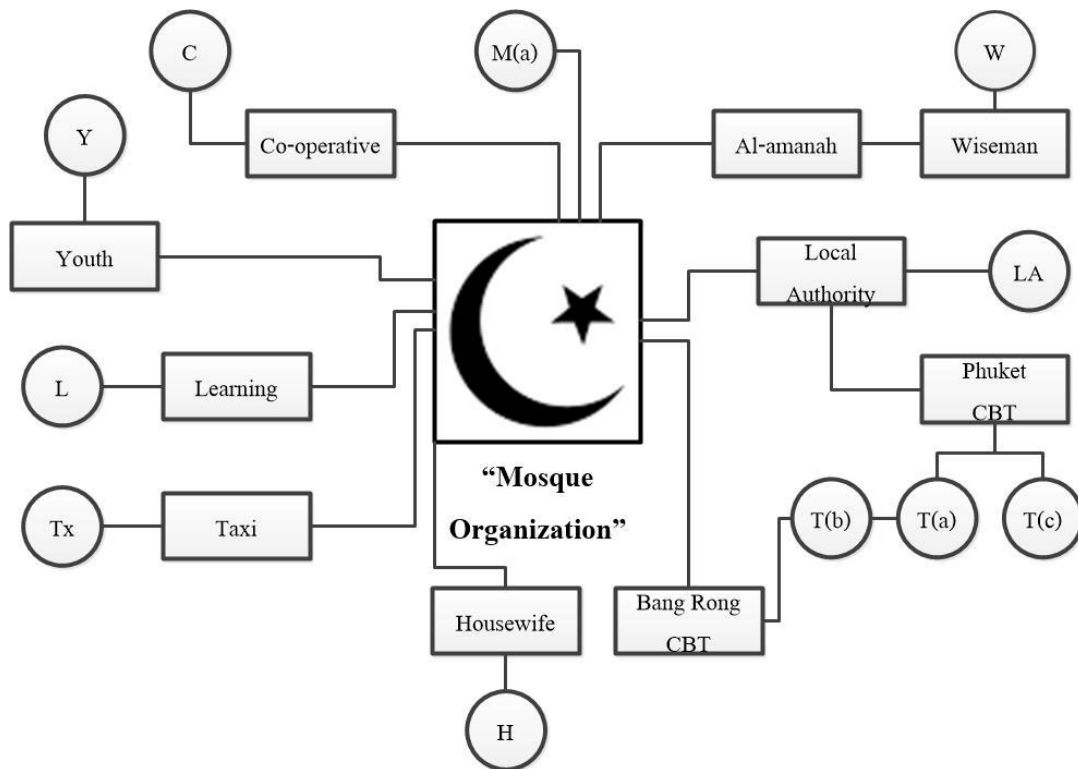 C
M(a)
W
Y
Co-operative
Al-amanah
Wiseman
Youth
Local
Authority
LA
L
Learning
Phuket
CBT
“Mosque
Organization”
Tx
Taxi
T(b)
T(a)
T(c)
Housewife
Bang Rong
CBT
H